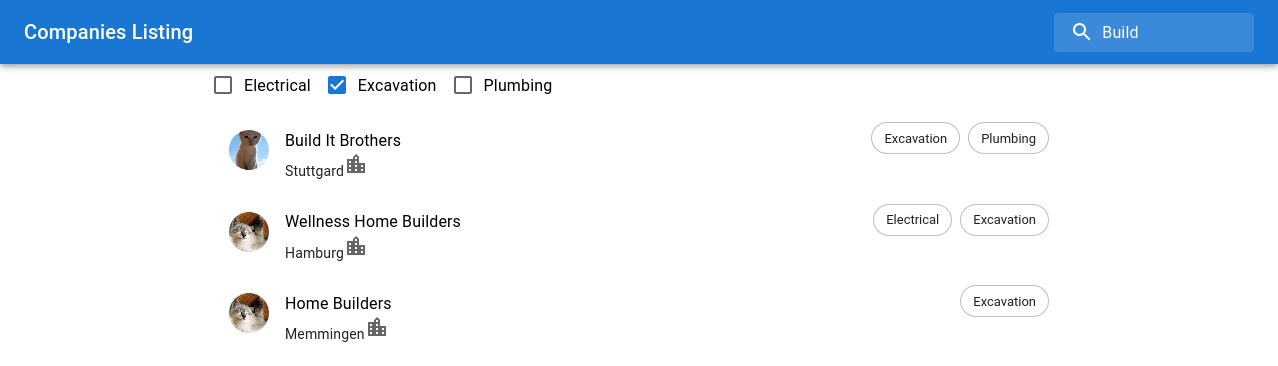 Companies Listing
Build
Electrical Excavation Plumbing
Build It Brothers
Excavation Plumbing
Stuttgard
Wellness Home Builders
Electrical Excavation
Hamburg
Home Builders
Excavation
Memmingen